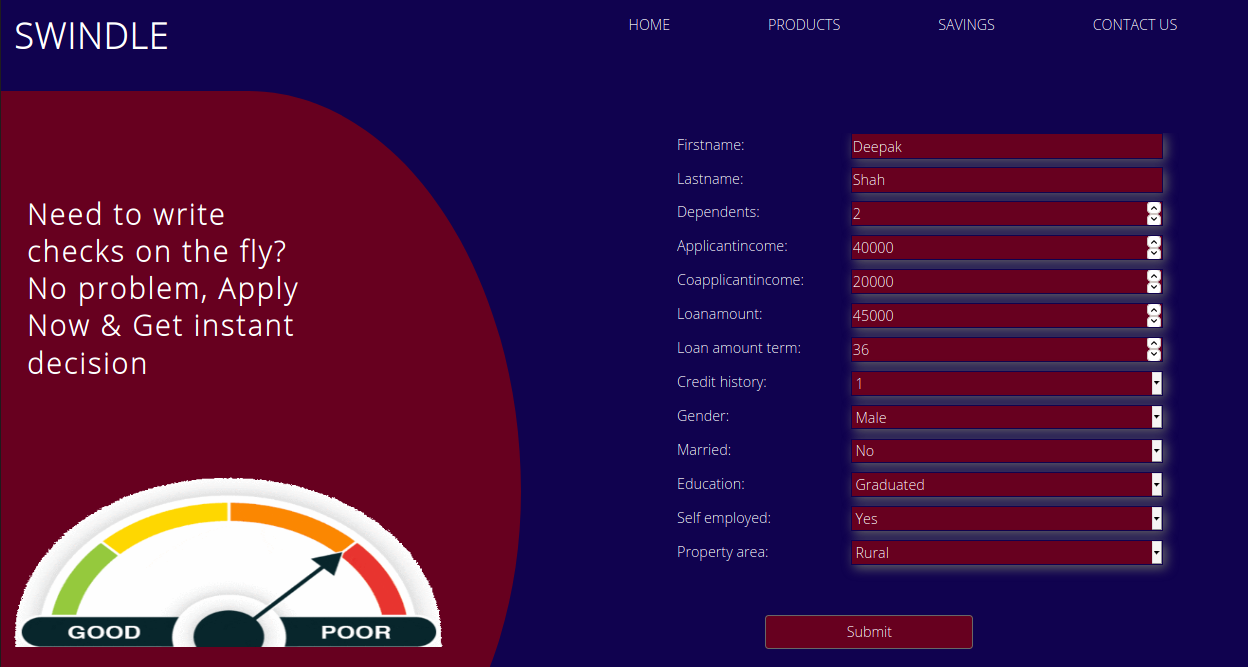 SWINDLE
HOME PRODUCTS SAVINGS CONTACT US
Need to write
checks on the fly?
No problem, Apply
Now & Get instant
decision
GOOD POOR
Firstname: Deepak
Lastname: Shah
Dependents: 2
Applicantincome: 40000
Coapplicantincome: 20000
Loanamount: 45000
Loan amount term: 36
Credit history: 1
Gender: Male
Married: No
Education: Graduated
Self employed: Yes
Property area: Rural
Submit